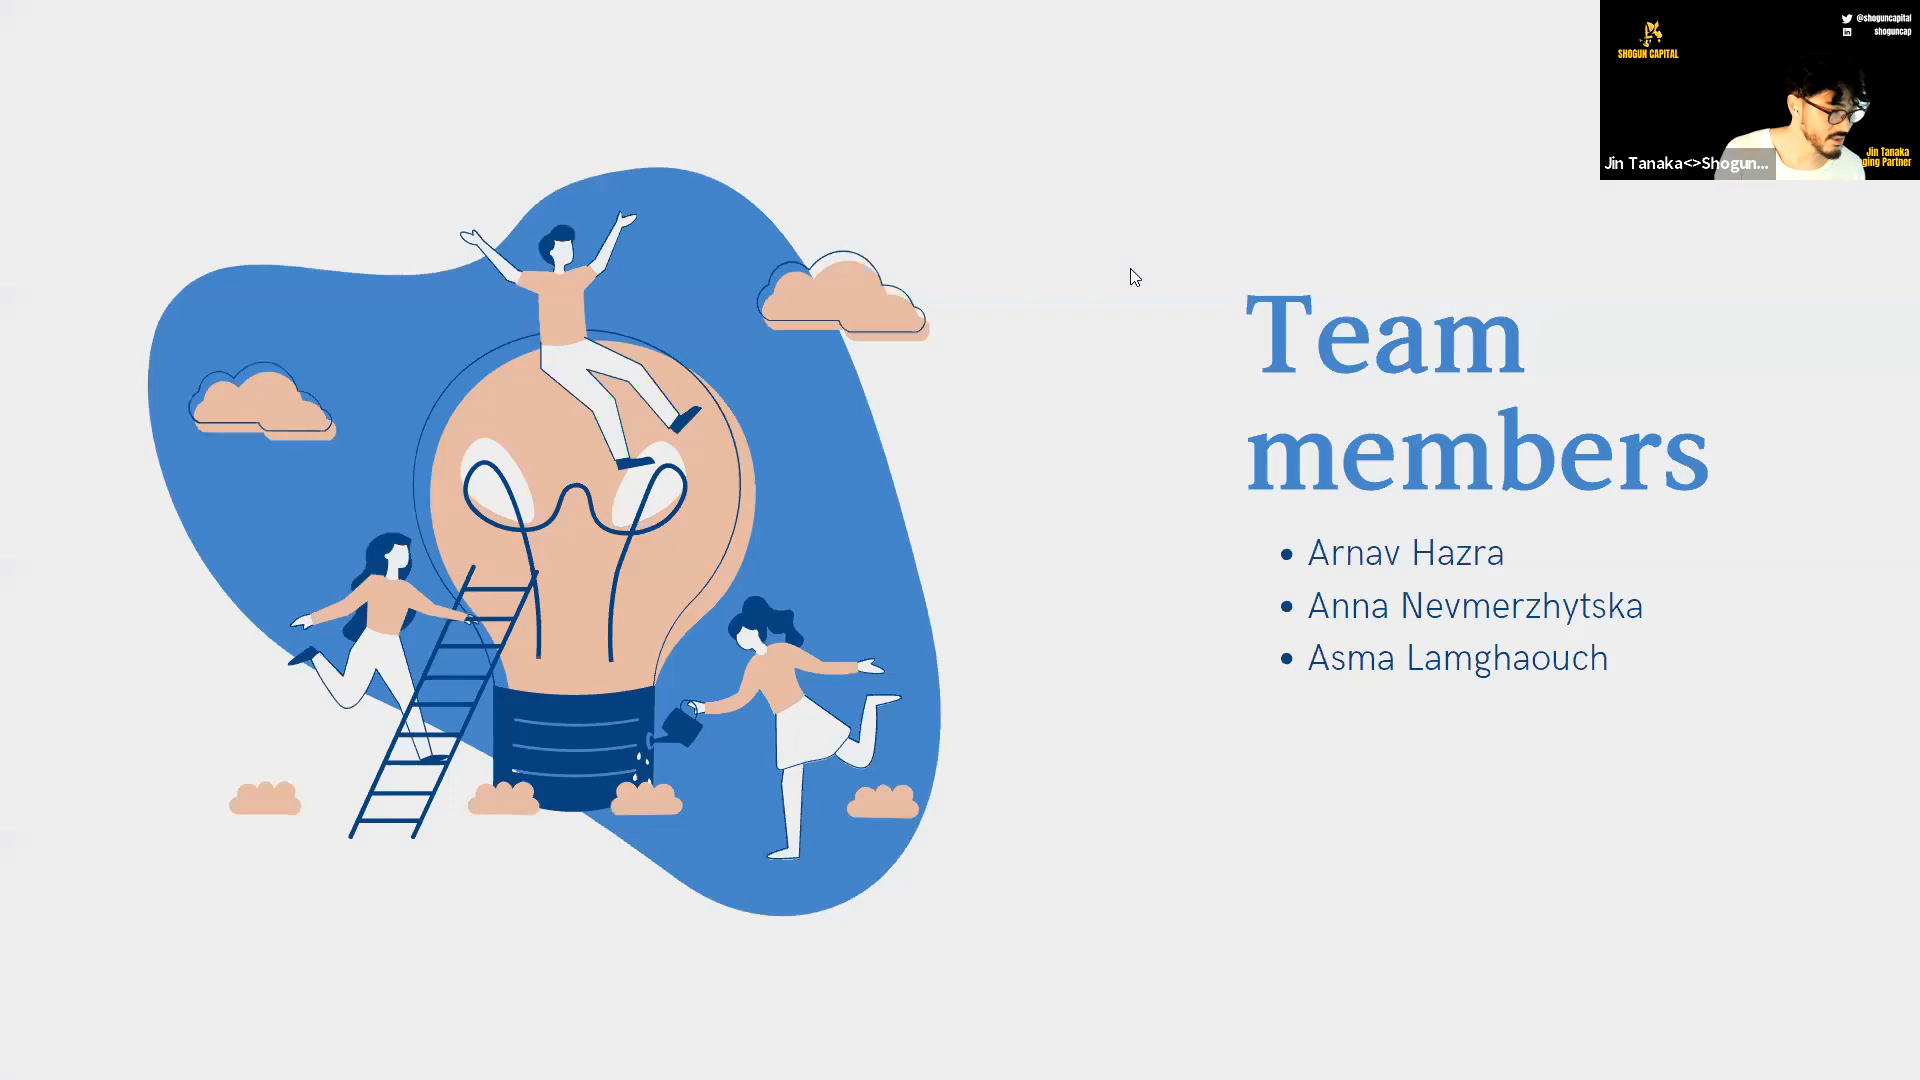 SHOGUN CAPITAL
@shoguncapital
shoguncap
Jin Tanaka
ging Partner
Jin Tanaka<>Shogun...
Team
members
• Arnav Hazra
• Anna Nevmerzhytska
• Asma Lamghaouch